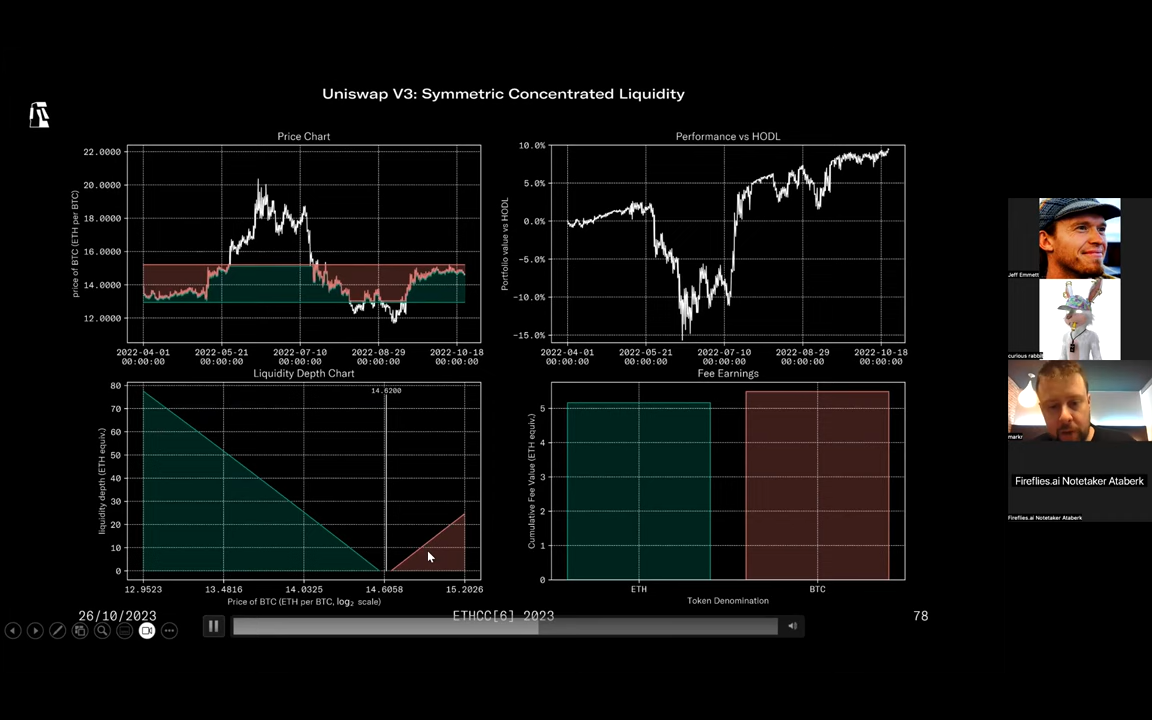 Uniswap V3: Symmetric Concentrated Liquidity
Price Chart
price of BTC (ETH per BTC)
22.0000
20.0000
18.0000
16.0000
14.0000
12.0000
2022-04-01 00:00:00
2022-05-21 00:00:00
2022-07-10 00:00:00
2022-08-29 00:00:00
2022-10-18 00:00:00
Performance vs HODL
Portfolio value vs HODL
10.0%
5.0%
0.0%
-5.0%
-10.0%
-15.0%
2022-04-01 00:00:00
2022-05-21 00:00:00
2022-07-10 00:00:00
2022-08-29 00:00:00
2022-10-18 00:00:00
Liquidity Depth Chart
liquidity depth (ETH equiv.)
80
70
60
50
40
30
20
10
0
14.6200
12.9523
13.4816
14.0325
14.6058
15.2026
Price of BTC (ETH per BTC, log2 scale)
Fee Earnings
Cumulative Fee Value (ETH equiv.)
5
4
3
2
1
0
ETH
BTC
Token Denomination
26/10/2023
ETHCC[6] 2023
78
Jeff Emmett
curious rabbit
Fireflies.ai Notetaker Ataberk
Fireflies.ai Notetaker Ataberk